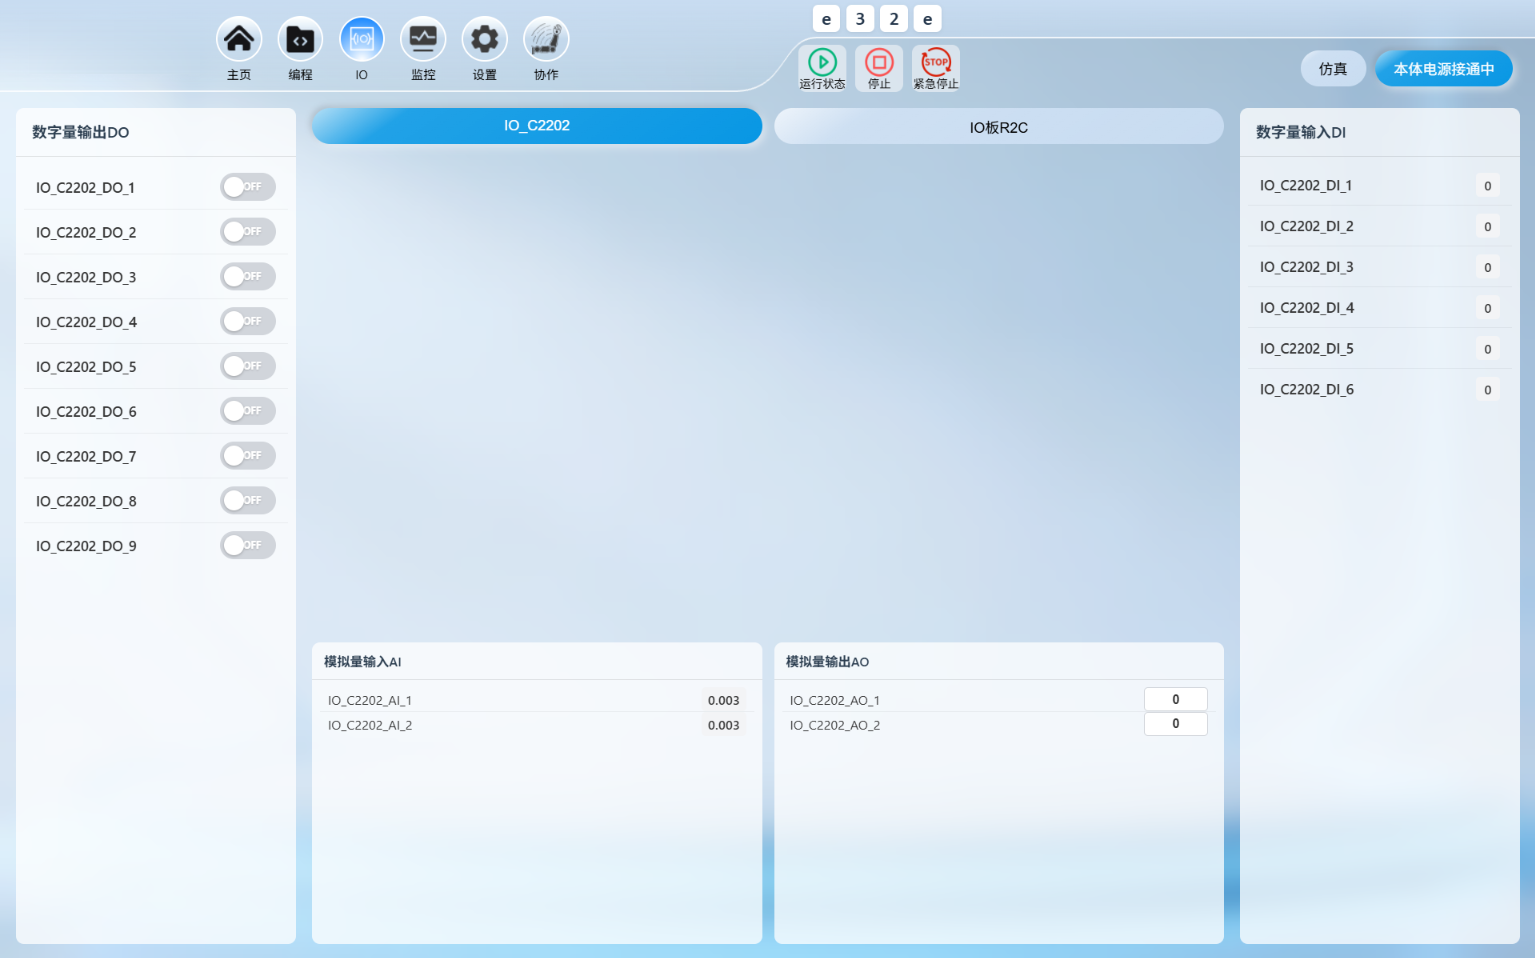 e 3 2 e
主页 编程 IO 监控 设置 协作
运行状态 停止 STOP 紧急停止
仿真 本体电源接通中
数字量输出DO
IO_C2202_DO_1 OFF
IO_C2202_DO_2 OFF
IO_C2202_DO_3 OFF
IO_C2202_DO_4 OFF
IO_C2202_DO_5 OFF
IO_C2202_DO_6 OFF
IO_C2202_DO_7 OFF
IO_C2202_DO_8 OFF
IO_C2202_DO_9 OFF
IO_C2202 IO板R2C
模拟量输入AI
IO_C2202_AI_1 0.003
IO_C2202_AI_2 0.003
模拟量输出AO
IO_C2202_AO_1 0
IO_C2202_AO_2 0
数字量输入DI
IO_C2202_DI_1 0
IO_C2202_DI_2 0
IO_C2202_DI_3 0
IO_C2202_DI_4 0
IO_C2202_DI_5 0
IO_C2202_DI_6 0